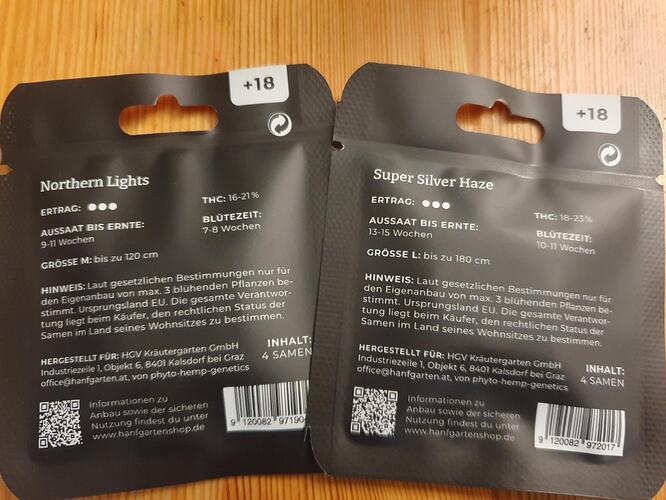 +18
Northern Lights
ERTRAG:
THC: 16-21%
AUSSAAT BIS ERNTE:
9-11 Wochen
BLÜTEZEIT:
7-8 Wochen
GRÖSSE M: bis zu 120 cm
HINWEIS: Laut gesetzlichen Bestimmungen nur für
den Eigenanbau von max. 3 blühenden Pflanzen be-
stimmt. Ursprungsland EU. Die gesamte Verantwor-
tung liegt beim Käufer, den rechtlichen Status der
Samen im Land seines Wohnsitzes zu bestimmen.
HERGESTELLT FÜR: HGV Kräutergarten GmbH
Industriezeile 1, Objekt 6, 8401 Kalsdorf bei Graz
office@hanfgarten.at, von phyto-hemp-genetics
INHALT:
4 SAMEN
Informationen zu
Anbau sowie der sicheren
Nutzung findest du unter
www.hanfgartenshop.de
9 120082 97190
+18
Super Silver Haze
ERTRAG:
THC: 18-23%
AUSSAAT BIS ERNTE:
13-15 Wochen
BLÜTEZEIT:
10-11 Wochen
GRÖSSE L: bis zu 180 cm
HINWEIS: Laut gesetzlichen Bestimmungen nur für
den Eigenanbau von max. 3 blühenden Pflanzen be-
stimmt. Ursprungsland EU. Die gesamte Verantwor-
tung liegt beim Käufer, den rechtlichen Status der
Samen im Land seines Wohnsitzes zu bestimmen.
HERGESTELLT FÜR: HGV Kräutergarten GmbH
Industriezeile 1, Objekt 6, 8401 Kalsdorf bei Graz
office@hanfgarten.at, von phyto-hemp-genetics
INHALT:
4 SAMEN
Informationen zu
Anbau sowie der sicheren
Nutzung findest du unter
www.hanfgartenshop.de
9 120082 972017